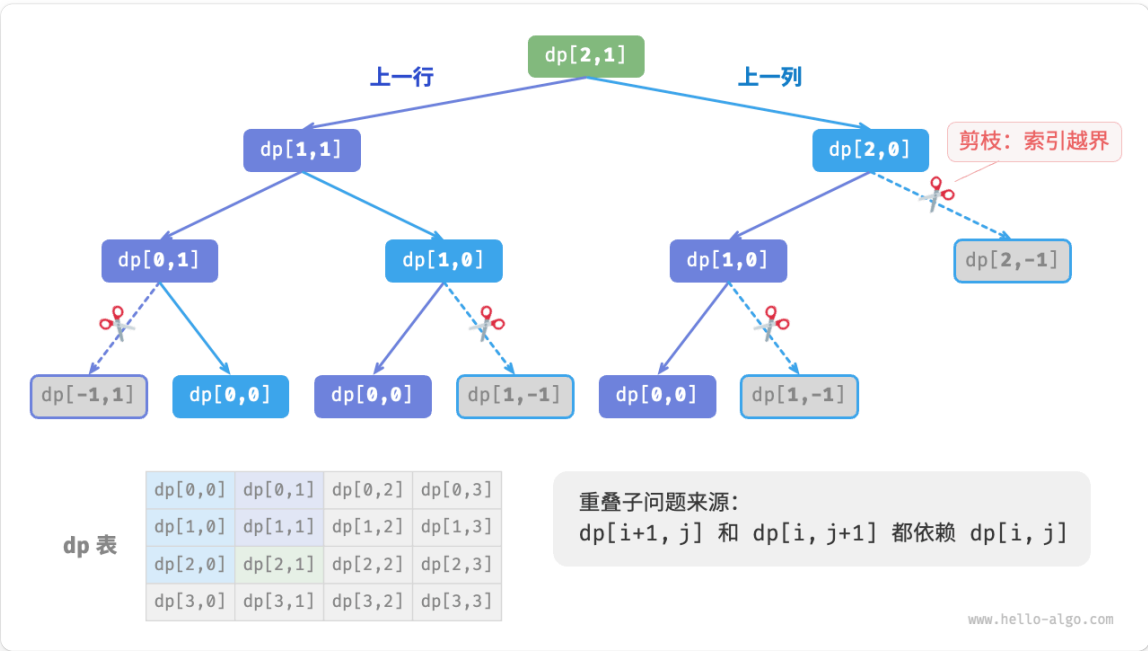 dp[2,1]
上一行
上一列
dp[1,1]
dp[2,0]
剪枝：索引越界
dp[0,1]
dp[1,0]
dp[1,0]
dp[2,-1]
dp[-1,1]
dp[0,0]
dp[0,0]
dp[1,-1]
dp[0,0]
dp[1,-1]
dp 表
dp[0,0] dp[0,1] dp[0,2] dp[0,3]
dp[1,0] dp[1,1] dp[1,2] dp[1,3]
dp[2,0] dp[2,1] dp[2,2] dp[2,3]
dp[3,0] dp[3,1] dp[3,2] dp[3,3]
重叠子问题来源：
dp[i+1, j] 和 dp[i, j+1] 都依赖 dp[i, j]
www.hello-algo.com